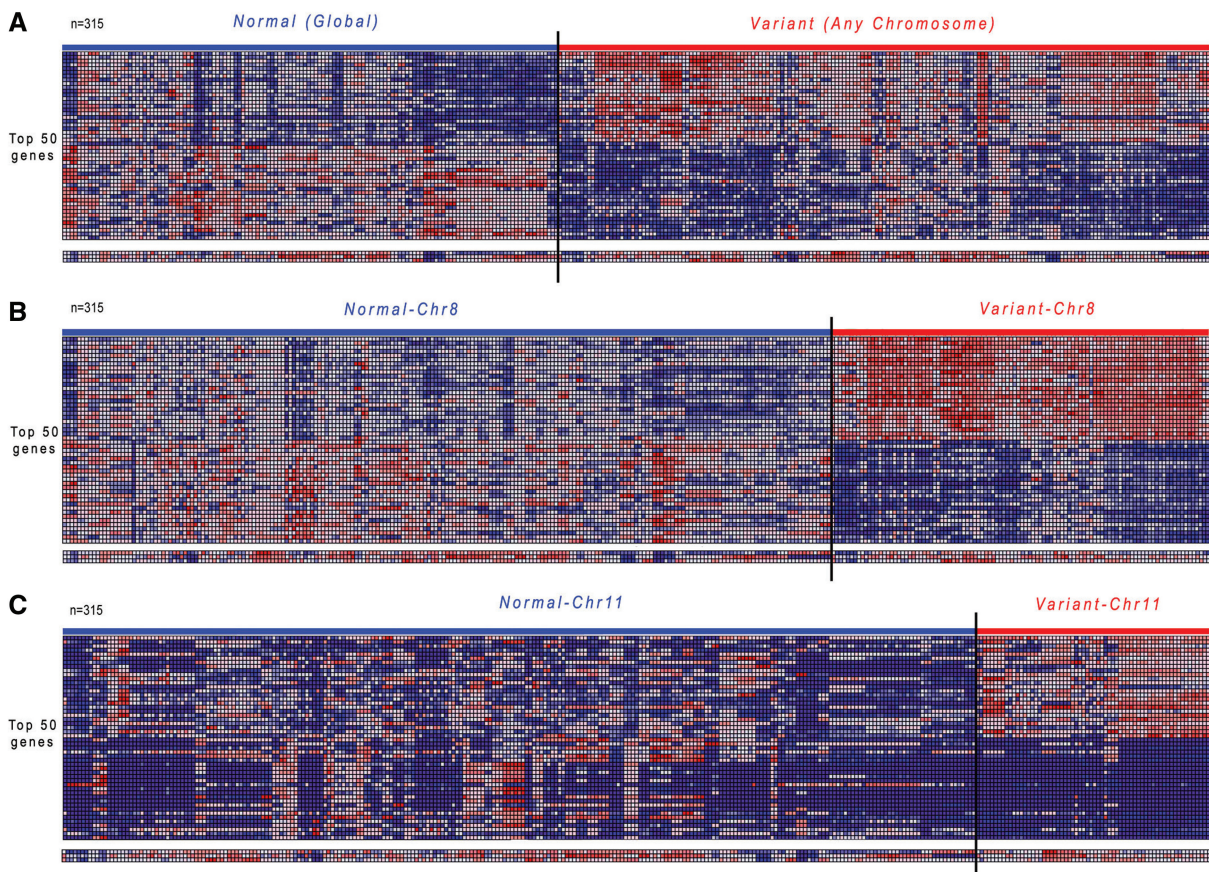 A
n=315
Normal (Global)
Variant (Any Chromosome)
Top 50
genes
B
n=315
Normal-Chr8
Variant-Chr8
Top 50
genes
C
n=315
Normal-Chr11
Variant-Chr11
Top 50
genes